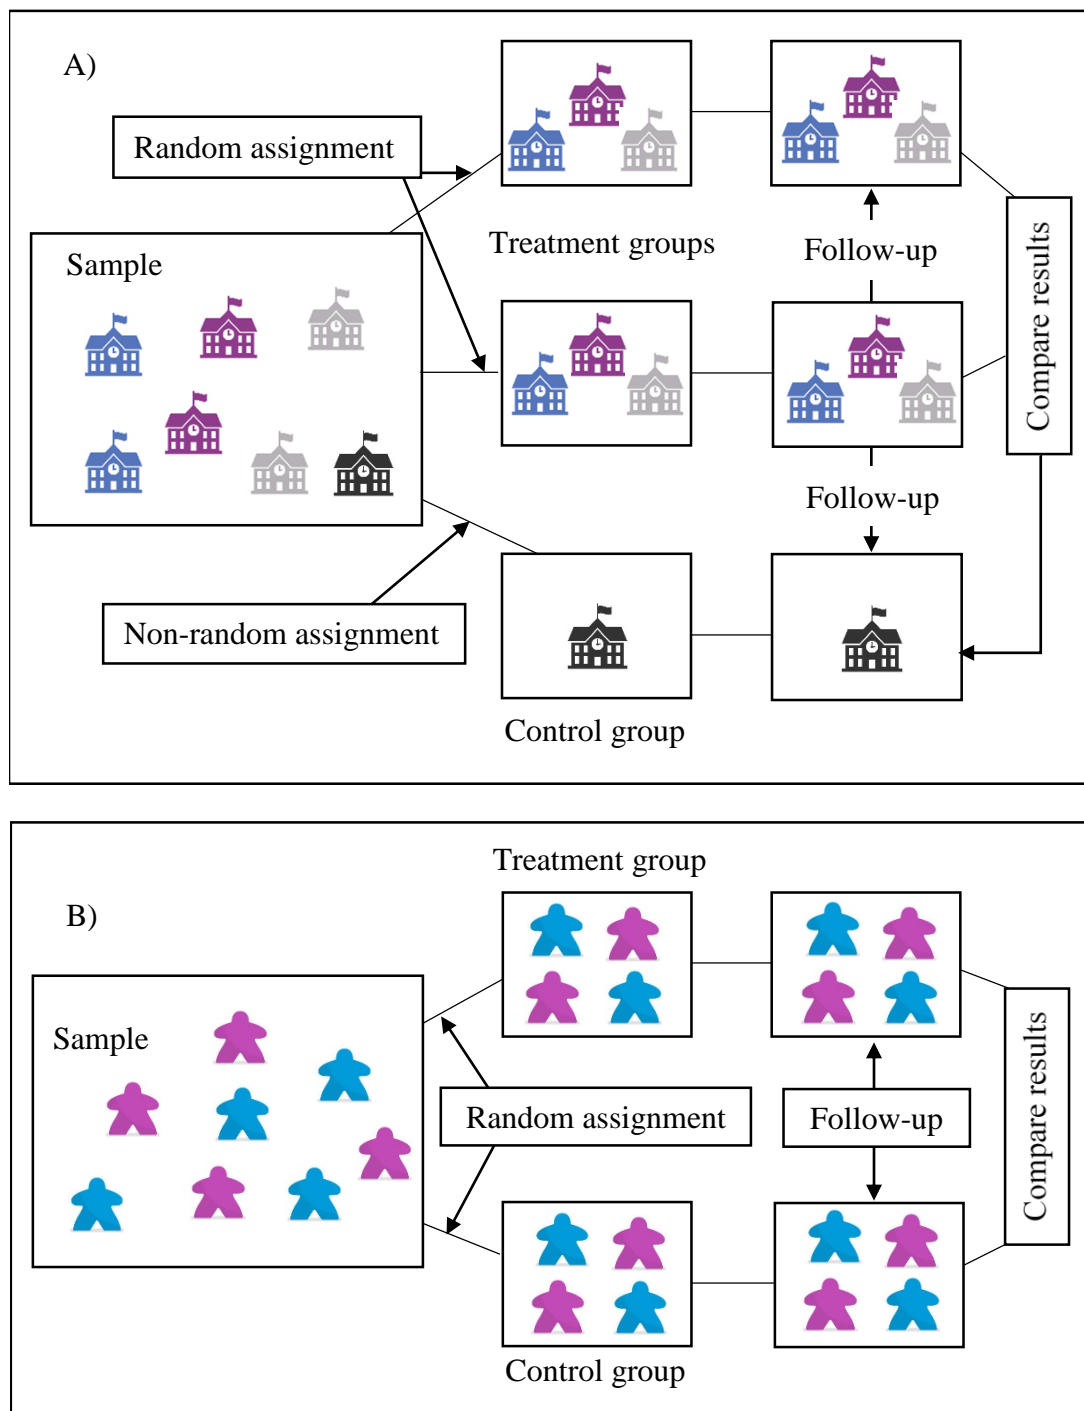 A)
Random assignment
Sample
Treatment groups
Follow-up
Compare results
Follow-up
Non-random assignment
Control group
B)
Treatment group
Sample
Random assignment
Follow-up
Compare results
Control group